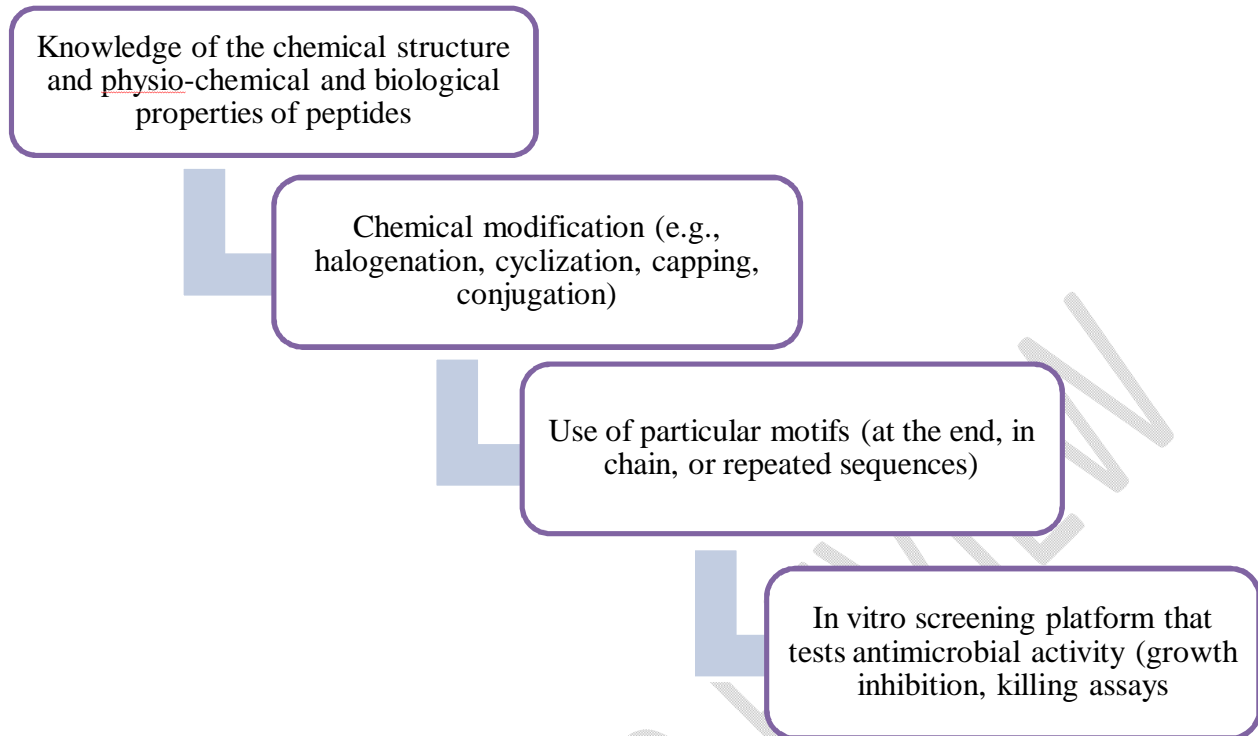 Knowledge of the chemical structure
and physio-chemical and biological
properties of peptides
Chemical modification (e.g.,
halogenation, cyclization, capping,
conjugation)
Use of particular motifs (at the end, in
chain, or repeated sequences)
In vitro screening platform that
tests antimicrobial activity (growth
inhibition, killing assays